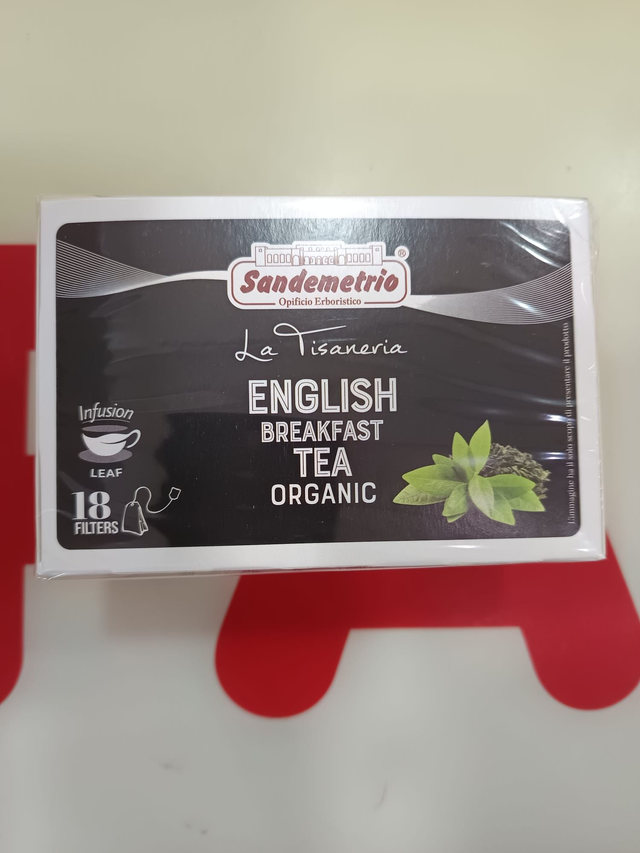 Sandemetrio®
Opificio Erboristico
La Tisaneria
ENGLISH
BREAKFAST
TEA
ORGANIC
Infusion
LEAF
18
FILTERS
L'immagine ha il solo scopo di presentare il prodotto